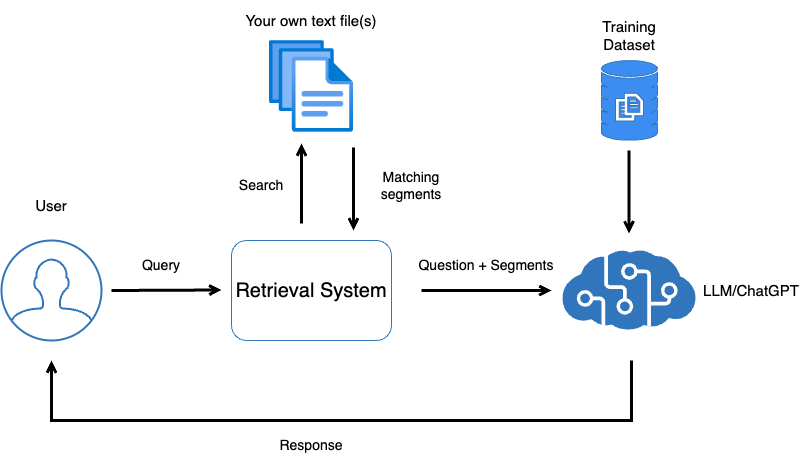 Your own text file(s)
Training
Dataset
Search
Matching
segments
User
Query
Retrieval System
Question + Segments
LLM/ChatGPT
Response